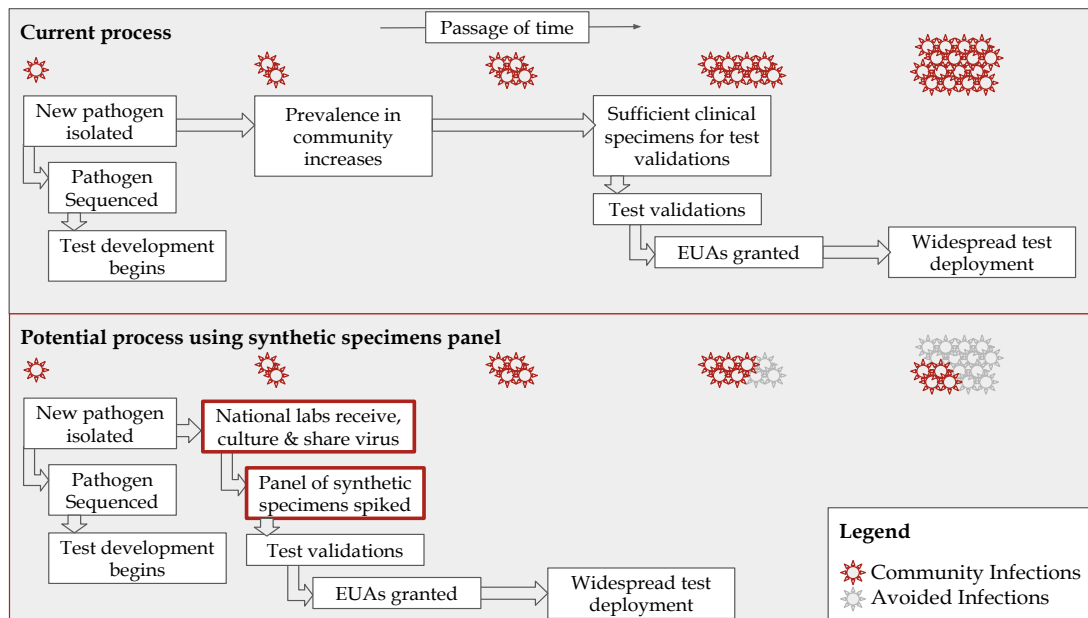 Current process
Passage of time
New pathogen
isolated
Prevalence in
community
increases
Sufficient clinical
specimens for test
validations
Pathogen
Sequenced
Test validations
Test development
begins
EUAs granted
Widespread test
deployment
Potential process using synthetic specimens panel
New pathogen
isolated
National labs receive,
culture & share virus
Pathogen
Sequenced
Panel of synthetic
specimens spiked
Test development
begins
Test validations
EUAs granted
Widespread test
deployment
Legend
Community Infections
Avoided Infections